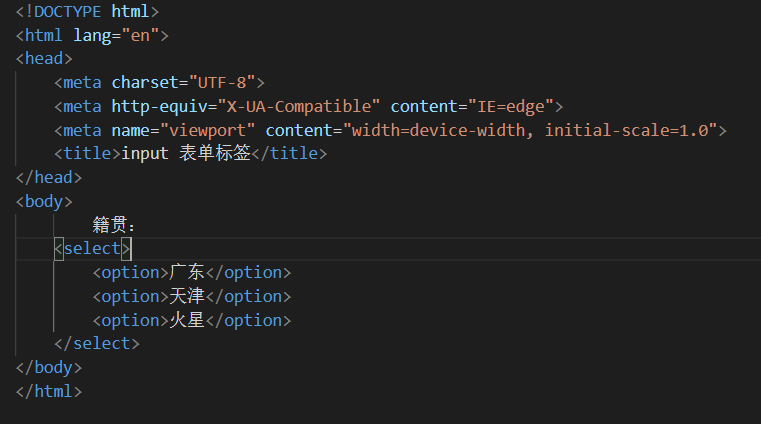 <!DOCTYPE html>
<html lang="en">
<head>
    <meta charset="UTF-8">
    <meta http-equiv="X-UA-Compatible" content="IE=edge">
    <meta name="viewport" content="width=device-width, initial-scale=1.0">
    <title>input 表单标签</title>
</head>
<body>
        籍贯：
    <select>
        <option>广东</option>
        <option>天津</option>
        <option>火星</option>
    </select>
</body>
</html>